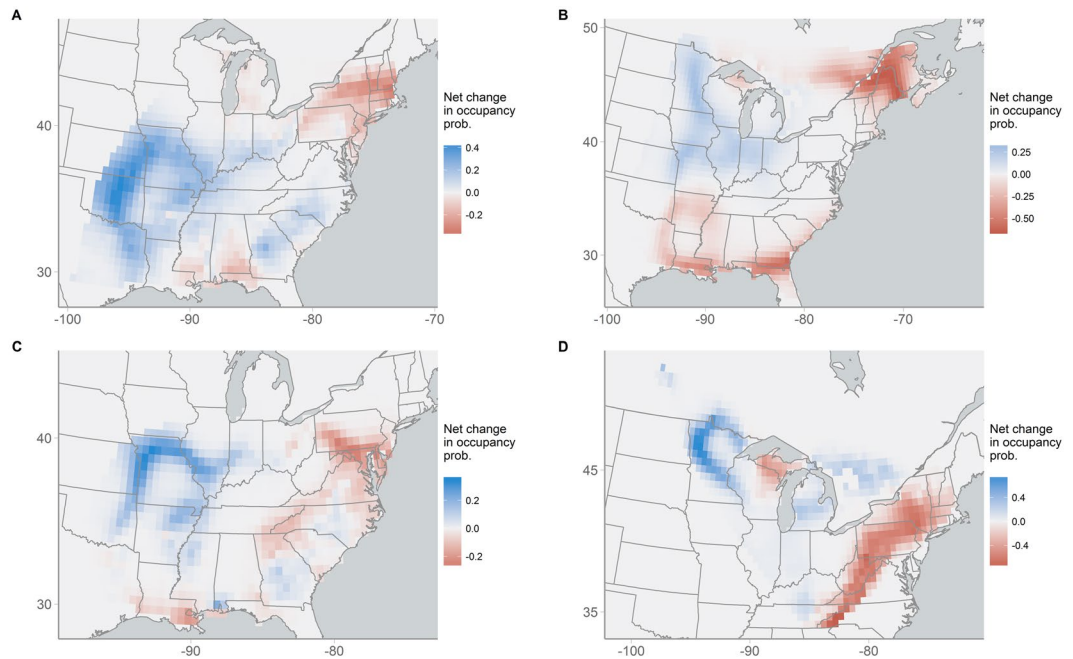 A
Net change
in occupancy
prob.
0.4
0.2
0.0
-0.2
40
30
-100
-90
-80
-70
B
Net change
in occupancy
prob.
0.25
0.00
-0.25
-0.50
50
40
30
-100
-90
-80
-70
C
Net change
in occupancy
prob.
0.2
0.0
-0.2
40
30
-90
-80
D
Net change
in occupancy
prob.
0.4
0.0
-0.4
45
35
-100
-90
-80